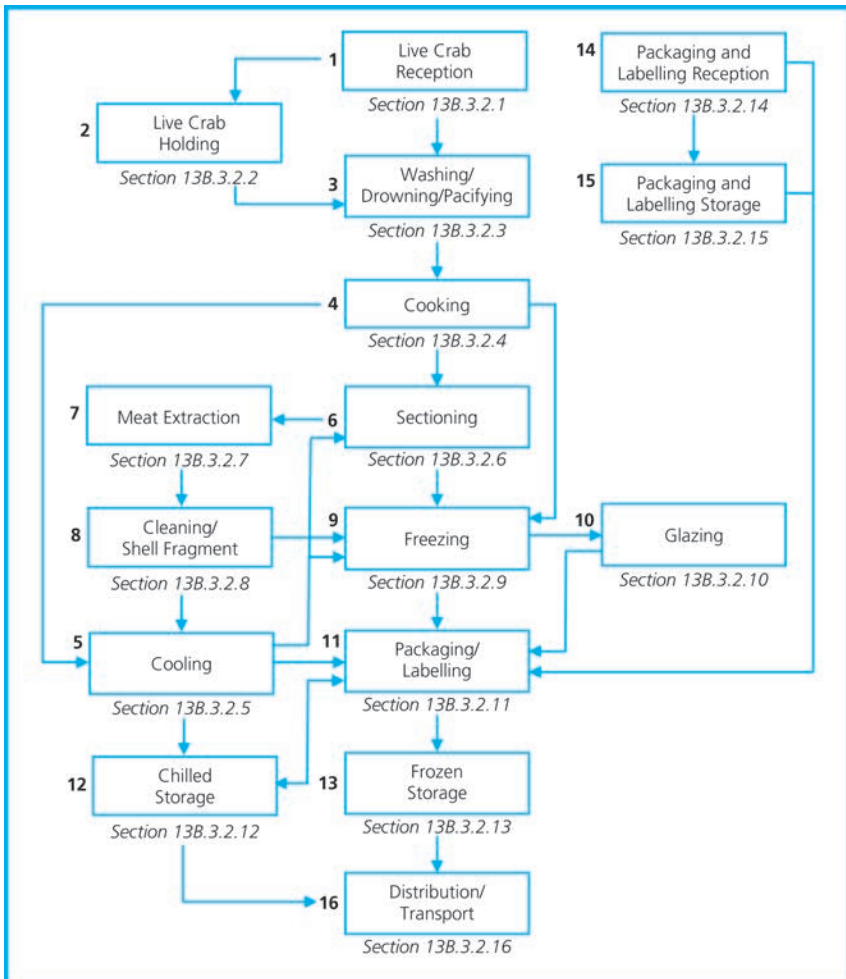 1
Live Crab
Reception
Section 13B.3.2.1
14
Packaging and
Labelling Reception
Section 13B.3.2.14
2
Live Crab
Holding
Section 13B.3.2.2
3
Washing/
Drowning/Pacifying
Section 13B.3.2.3
15
Packaging and
Labelling Storage
Section 13B.3.2.15
4
Cooking
Section 13B.3.2.4
7
Meat Extraction
Section 13B.3.2.7
6
Sectioning
Section 13B.3.2.6
8
Cleaning/
Shell Fragment
Section 13B.3.2.8
9
Freezing
Section 13B.3.2.9
10
Glazing
Section 13B.3.2.10
5
Cooling
Section 13B.3.2.5
11
Packaging/
Labelling
Section 13B.3.2.11
12
Chilled
Storage
Section 13B.3.2.12
13
Frozen
Storage
Section 13B.3.2.13
16
Distribution/
Transport
Section 13B.3.2.16